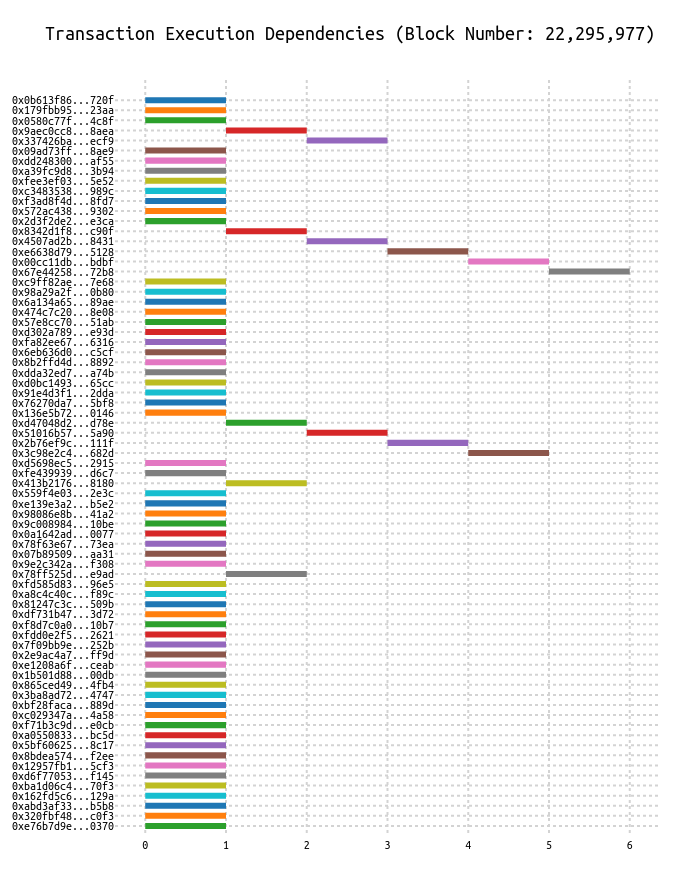 Transaction Execution Dependencies (Block Number: 22,295,977)
0x0b613f86...720f
0x179fbb95...23aa
0x0580c77f...4c8f
0x9aec0cc8...8aea
0x337426ba...ecf9
0x09ad73ff...8ae9
0xdd248300...af55
0xa39fc9d8...3b94
0xfee3ef03...5e52
0xc3483538...989c
0xf3ad8f4d...8fd7
0x572ac438...9302
0x2d3f2de2...e3ca
0x8342d1f8...c90f
0x4507ad2b...8431
0xe6638d79...5128
0x00cc11db...bdbf
0x67e44258...72b8
0xc9ff82ae...7e68
0x98a29a2f...0b80
0x6a134a65...89ae
0x474c7c20...8e08
0x57e8cc70...51ab
0xd302a789...e93d
0xfa82ee67...6316
0x6eb636d0...c5cf
0x8b2ffd4d...8892
0xdda32ed7...a74b
0xd0bc1493...65cc
0x91e4d3f1...2dda
0x76270da7...5bf8
0x136e5b72...0146
0xd47048d2...d78e
0x51016b57...5a90
0x2b76ef9c...111f
0x3c98e2c4...682d
0xd5698ec5...2915
0xfe439939...d6c7
0x413b2176...8180
0x559f4e03...2e3c
0xe139e3a2...b5e2
0x98086e8b...41a2
0x9c008984...10be
0x0a1642ad...0077
0x78f63e67...73ea
0x07b89509...aa31
0x9e2c342a...f308
0x78ff525d...e9ad
0xfd585d83...96e5
0xa8c4c40c...f89c
0x81247c3c...509b
0xdf731b47...3d72
0xf8d7c0a0...10b7
0xfdd0e2f5...2621
0x7f09bb9e...252b
0x2e9ac4a7...ff9d
0xe1208a6f...ceab
0x1b501d88...00db
0x865ced49...4fb4
0x3ba8ad72...4747
0xbf28faca...889d
0xc029347a...4a58
0xf71b3c9d...e0cb
0xa0550833...bc5d
0x5bf60625...8c17
0x8bdea574...f2ee
0x12957fb1...5cf3
0xd6f77053...f145
0xba1d06c4...70f3
0x162fd5c6...129a
0xabd3af33...b5b8
0x320fbf48...c0f3
0xe76b7d9e...0370
0 1 2 3 4 5 6